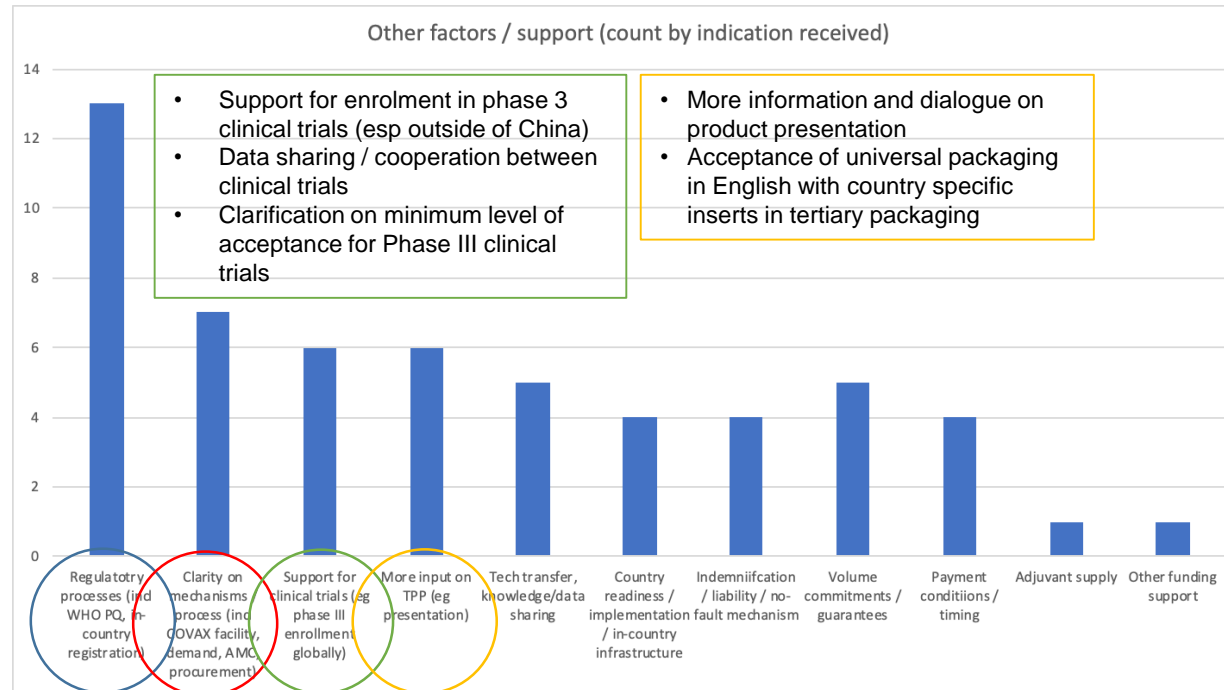 Other factors / support (count by indication received)
14
12
10
8
6
4
2
0
• Support for enrolment in phase 3
clinical trials (esp outside of China)
• Data sharing / cooperation between
clinical trials
• Clarification on minimum level of
acceptance for Phase III clinical
trials
• More information and dialogue on
product presentation
• Acceptance of universal packaging
in English with country specific
inserts in tertiary packaging
Regulatotry
processes (incl
WHO PQ, in-
country
registration)
Clarity on
mechanisms /
process (incl
COVAX facility,
demand, AMC,
procurement)
Support for
clinical trials (eg
phase III
enrollment
globally)
More input on
TPP (eg
presentation)
Tech transfer,
knowledge/data
sharing
Country
readiness /
implementation
/ in-country
infrastructure
Indemniifcation
/ liability / no-
fault mechanism
Volume
commitments /
guarantees
Payment
conditiions /
timing
Adjuvant supply
Other funding
support